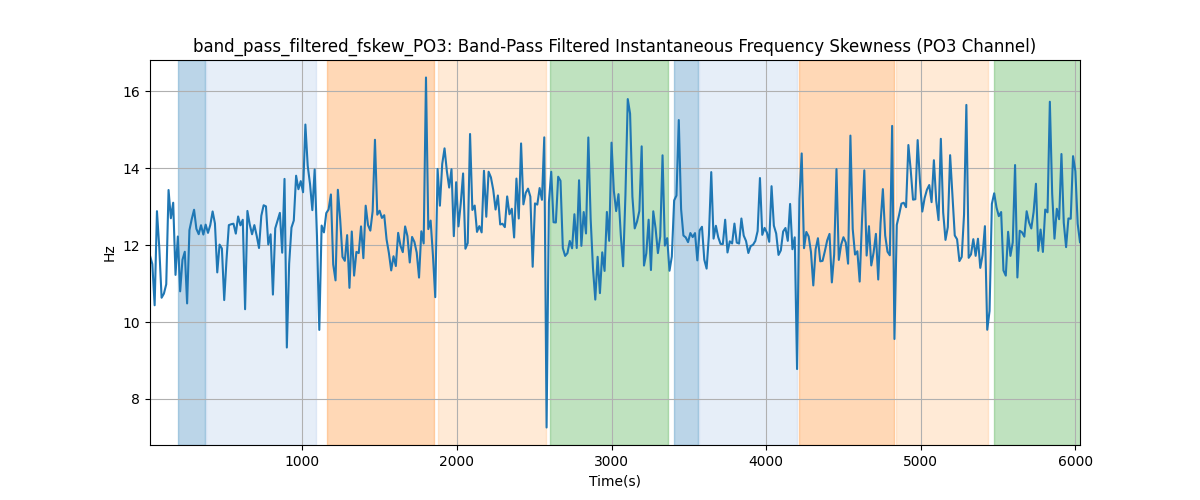 band_pass_filtered_fskew_PO3: Band-Pass Filtered Instantaneous Frequency Skewness (PO3 Channel)
16
14
12
10
8
Hz
1000 2000 3000 4000 5000 6000
Time(s)